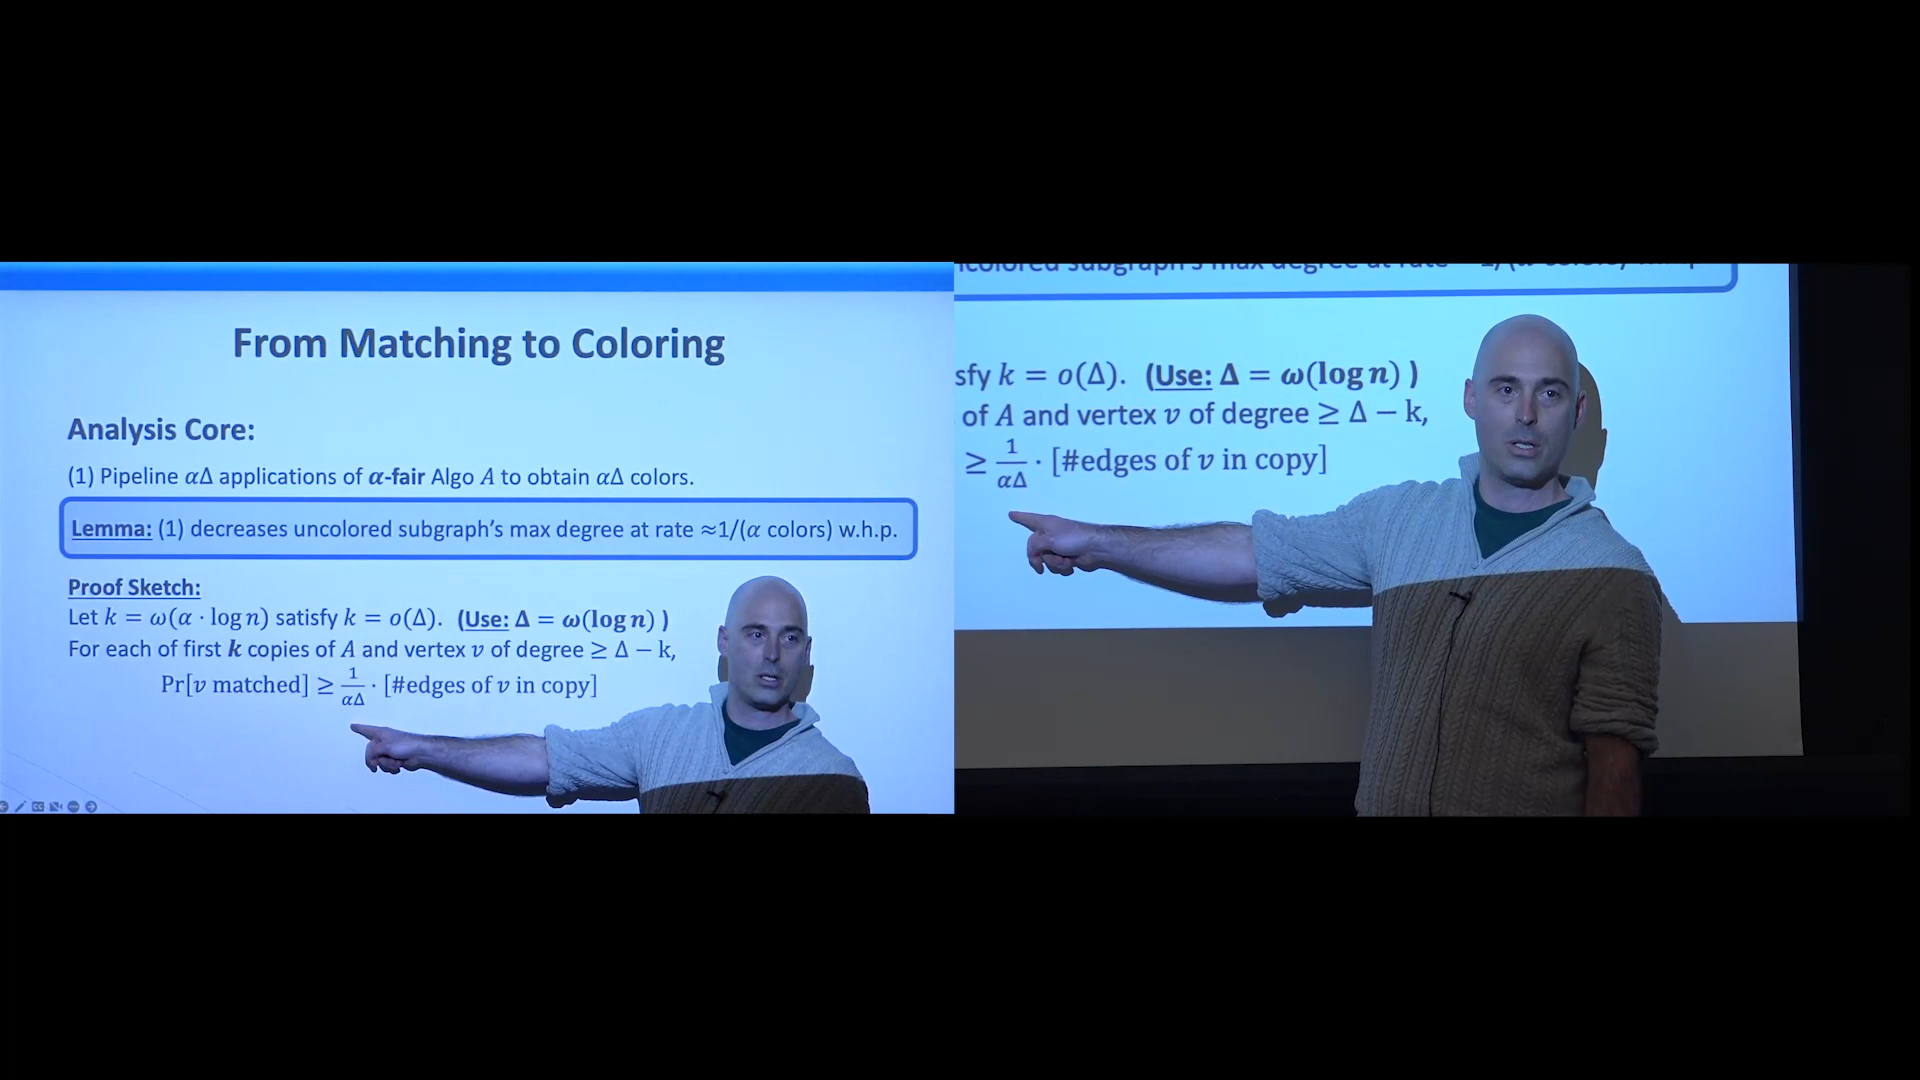 From Matching to Coloring
Analysis Core:
(1) Pipeline αΔ applications of α-fair Algo A to obtain αΔ colors.
Lemma: (1) decreases uncolored subgraph's max degree at rate ≈1/(α colors) w.h.p.
Proof Sketch:
Let k = ω(α · log n) satisfy k = o(Δ). (Use: Δ = ω(log n) )
For each of first k copies of A and vertex v of degree ≥ Δ − k,
Pr[v matched] ≥ 1/αΔ · [#edges of v in copy]
ncolored subgraph's max degree at rate
sfy k = o(Δ). (Use: Δ = ω(log n) )
of A and vertex v of degree ≥ Δ − k,
≥ 1/αΔ · [#edges of v in copy]